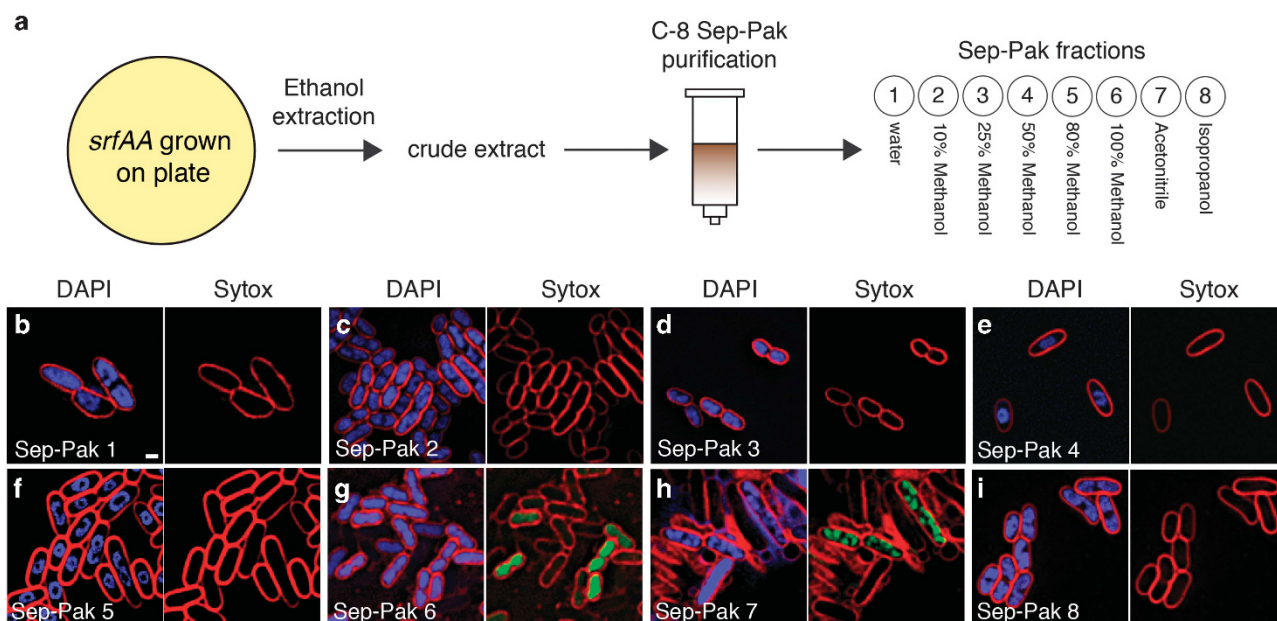 a
srfAA grown
on plate
Ethanol
extraction
crude extract
C-8 Sep-Pak
purification
Sep-Pak fractions
1 2 3 4 5 6 7 8
water
10% Methanol
25% Methanol
50% Methanol
80% Methanol
100% Methanol
Acetonitrile
Isopropanol
DAPI Sytox DAPI Sytox DAPI Sytox DAPI Sytox
b c d e
Sep-Pak 1 Sep-Pak 2 Sep-Pak 3 Sep-Pak 4
f g h i
Sep-Pak 5 Sep-Pak 6 Sep-Pak 7 Sep-Pak 8